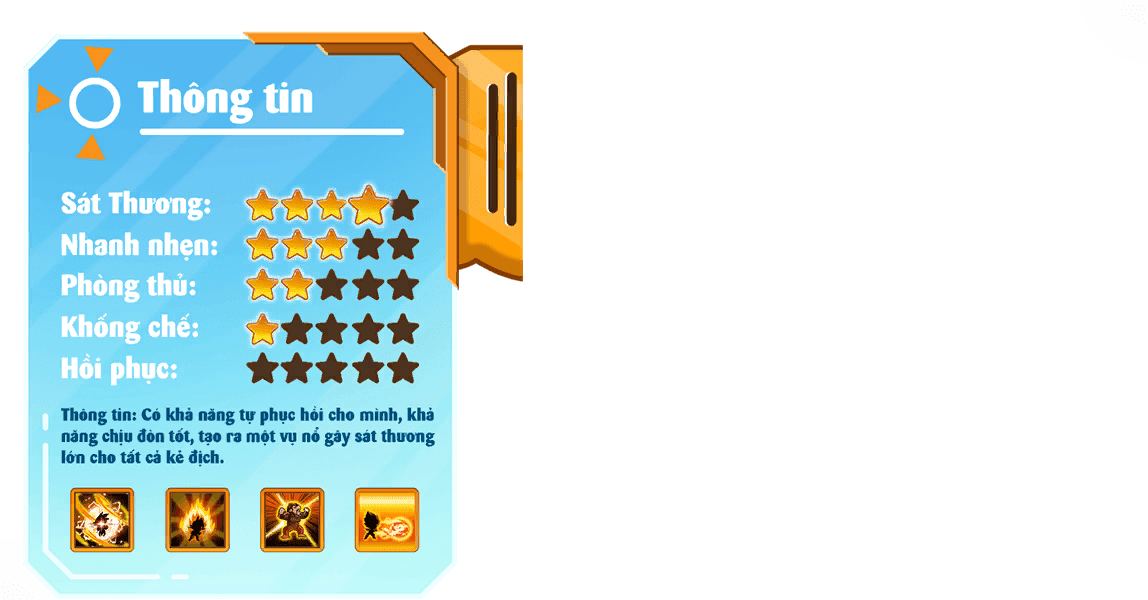 Thông tin
Sát Thương:
Nhanh nhẹn:
Phòng thủ:
Khống chế:
Hồi phục:
Thông tin: Có khả năng tự phục hồi cho mình, khả
năng chịu đòn tốt, tạo ra một vụ nổ gây sát thương
lớn cho tất cả kẻ địch.